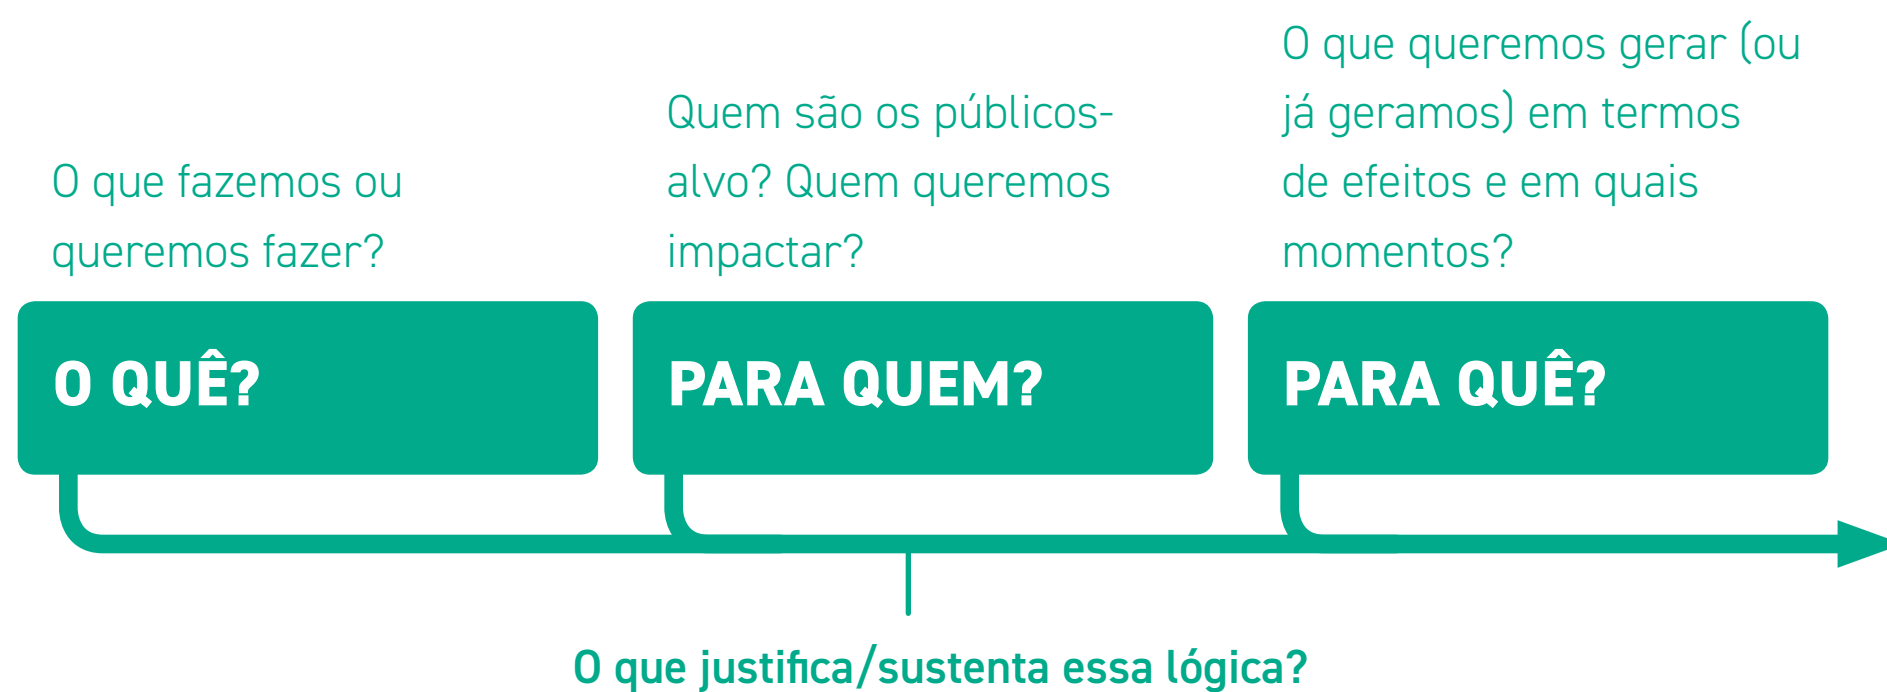 O que fazemos ou
queremos fazer?
O QUÊ?
Quem são os públicos-
alvo? Quem queremos
impactar?
PARA QUEM?
O que queremos gerar (ou
já geramos) em termos
de efeitos e em quais
momentos?
PARA QUÊ?
O que justifica/sustenta essa lógica?